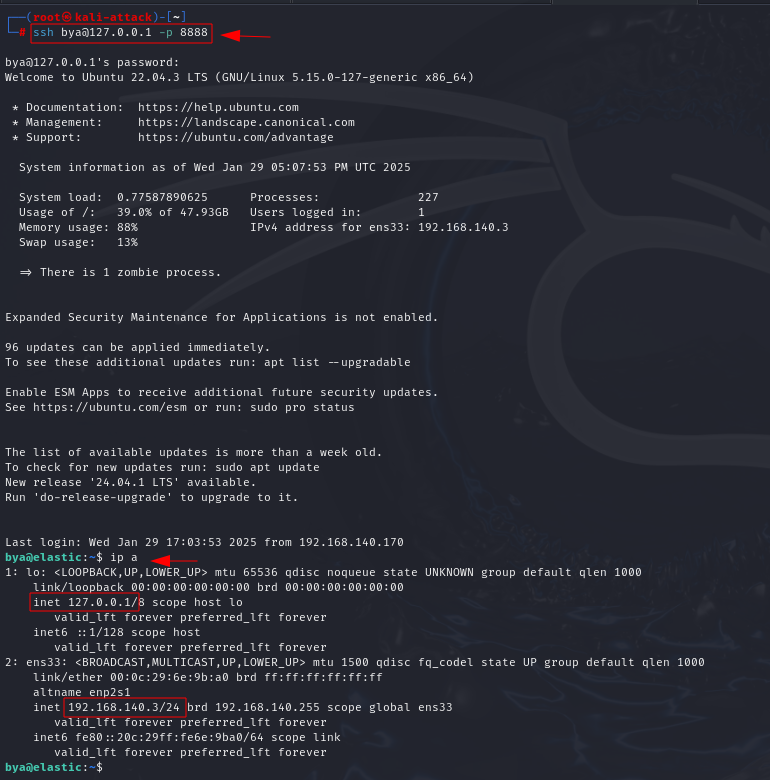 ┌──(root㉿kali-attack)-[~]
└─# ssh bya@127.0.0.1 -p 8888
bya@127.0.0.1's password:
Welcome to Ubuntu 22.04.3 LTS (GNU/Linux 5.15.0-127-generic x86_64)
* Documentation:  https://help.ubuntu.com
* Management:     https://landscape.canonical.com
* Support:        https://ubuntu.com/advantage
System information as of Wed Jan 29 05:07:53 PM UTC 2025
System load:  0.77587890625      Processes:              227
Usage of /:   39.0% of 47.93GB   Users logged in:        1
Memory usage: 88%                IPv4 address for ens33: 192.168.140.3
Swap usage:   13%
=> There is 1 zombie process.
Expanded Security Maintenance for Applications is not enabled.
96 updates can be applied immediately.
To see these additional updates run: apt list --upgradable
Enable ESM Apps to receive additional future security updates.
See https://ubuntu.com/esm or run: sudo pro status
The list of available updates is more than a week old.
To check for new updates run: sudo apt update
New release '24.04.1 LTS' available.
Run 'do-release-upgrade' to upgrade to it.
Last login: Wed Jan 29 17:03:53 2025 from 192.168.140.170
bya@elastic:~$ ip a
1: lo: <LOOPBACK,UP,LOWER_UP> mtu 65536 qdisc noqueue state UNKNOWN group default qlen 1000
link/loopback 00:00:00:00:00:00 brd 00:00:00:00:00:00
inet 127.0.0.1/8 scope host lo
valid_lft forever preferred_lft forever
inet6 ::1/128 scope host
valid_lft forever preferred_lft forever
2: ens33: <BROADCAST,MULTICAST,UP,LOWER_UP> mtu 1500 qdisc fq_codel state UP group default qlen 1000
link/ether 00:0c:29:6e:9b:a0 brd ff:ff:ff:ff:ff:ff
altname enp2s1
inet 192.168.140.3/24 brd 192.168.140.255 scope global ens33
valid_lft forever preferred_lft forever
inet6 fe80::20c:29ff:fe6e:9ba0/64 scope link
valid_lft forever preferred_lft forever
bya@elastic:~$